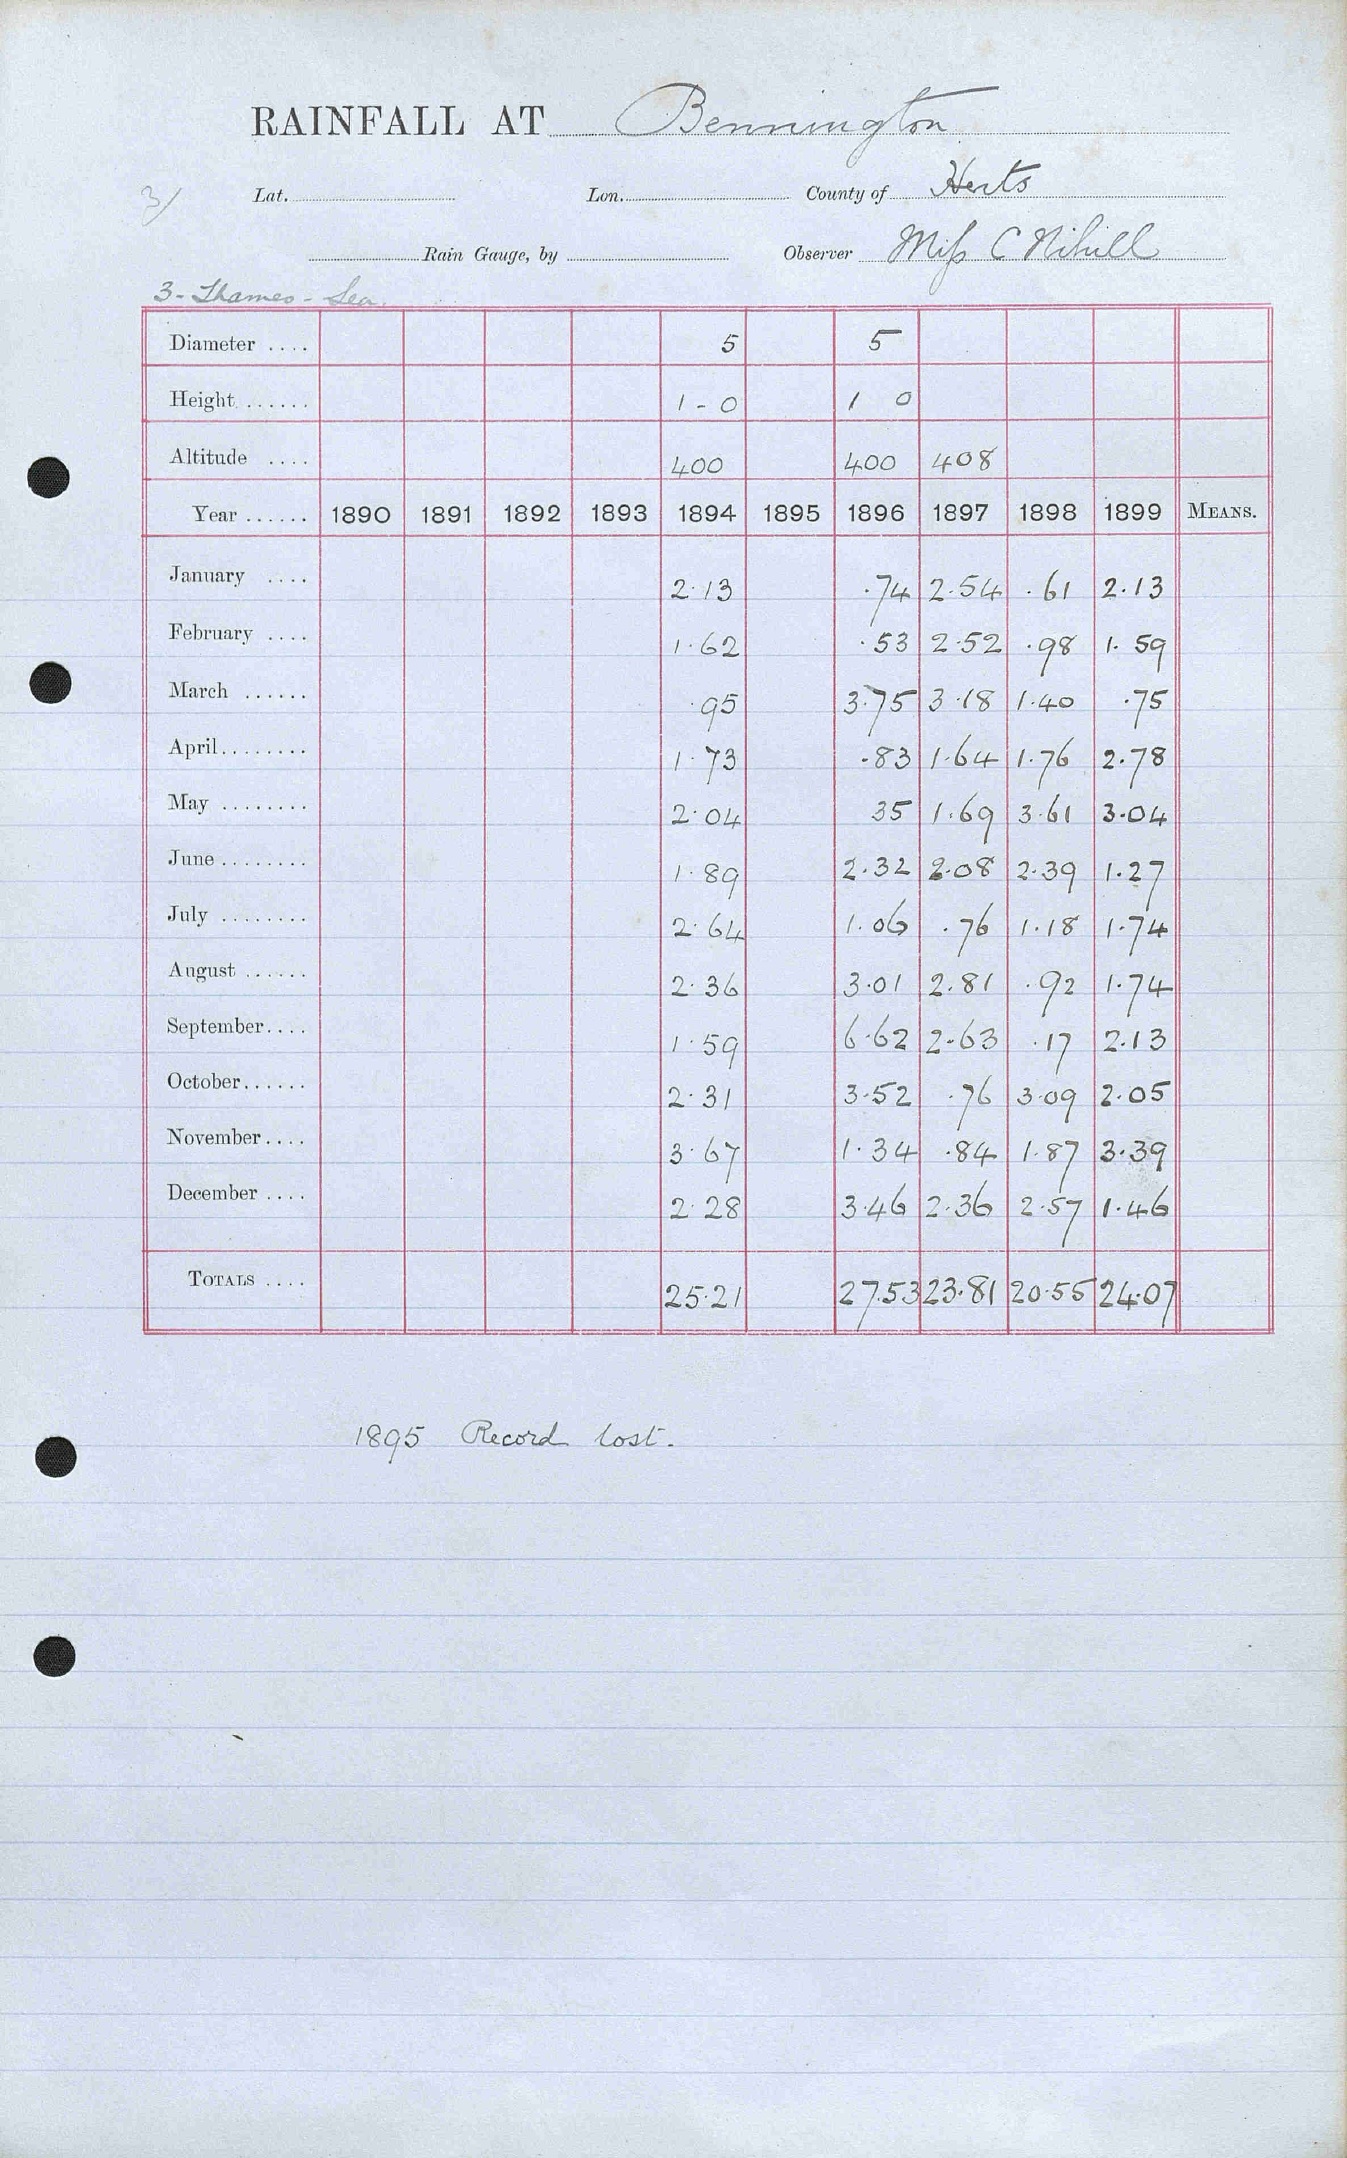 RAINFALL AT Bennington
3/ Lat. Lon. County of Herts
Rain Gauge, by Observer Miss C Nihill
3 - Thames - Lea.
Diameter .... 5 5
Height ...... 1 - 0 1 0
Altitude .... 400 400 408
Year ...... 1890 1891 1892 1893 1894 1895 1896 1897 1898 1899 MEANS.
January .... 2·13 ·74 2·54 ·61 2·13
February .... 1·62 ·53 2·52 ·98 1·59
March ...... ·95 3·75 3·18 1·40 ·75
April........ 1·73 ·83 1·64 1·76 2·78
May ........ 2·04 35 1·69 3·61 3·04
June ........ 1·89 2·32 2·08 2·39 1·27
July ........ 2·64 1·06 ·76 1·18 1·74
August ...... 2·36 3·01 2·81 ·92 1·74
September.... 1·59 6·62 2·63 ·17 2·13
October...... 2·31 3·52 ·76 3·09 2·05
November.... 3·67 1·34 ·84 1·87 3·39
December .... 2·28 3·46 2·36 2·57 1·46
TOTALS .... 25·21 27·53 23·81 20·55 24·07
1895 Record lost.